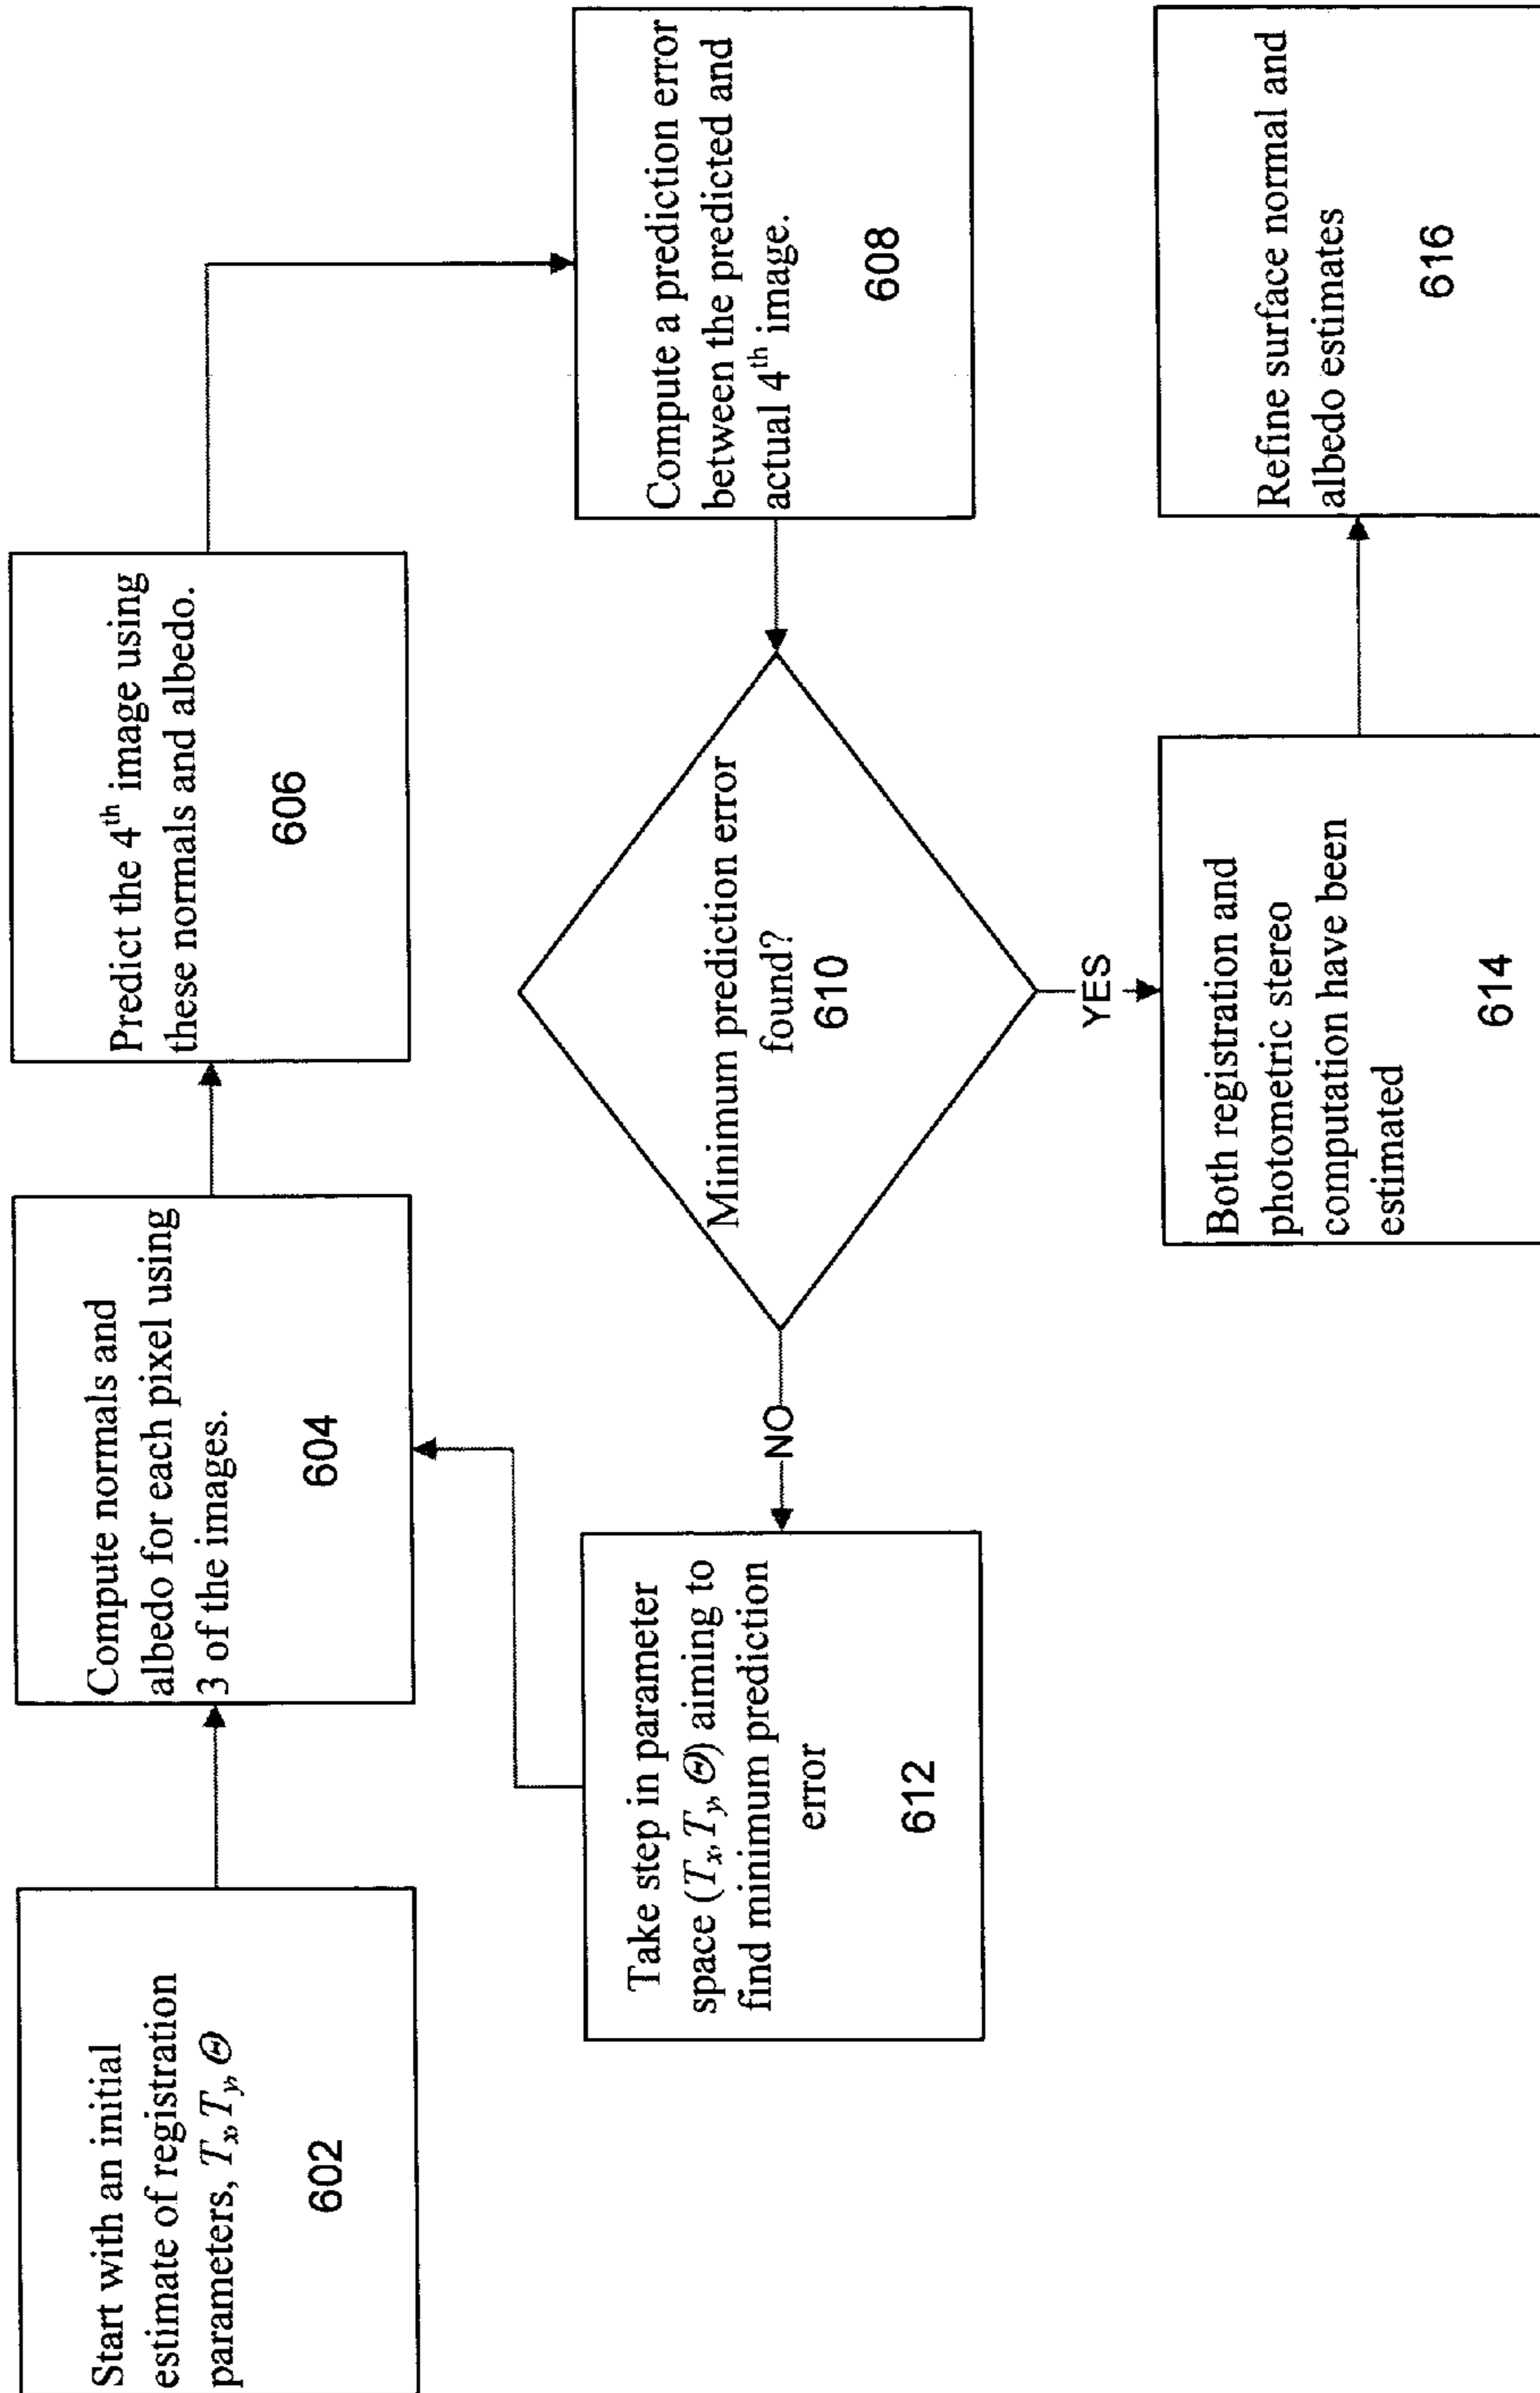 Start with an initial
estimate of registration
parameters, Tx, Ty, Θ
602
Compute normals and
albedo for each pixel using
3 of the images.
604
Predict the 4th image using
these normals and albedo.
606
Compute a prediction error
between the predicted and
actual 4th image.
608
Minimum prediction error
found?
610
NO
Take step in parameter
space (Tx, Ty, Θ) aiming to
find minimum prediction
error
612
YES
Both registration and
photometric stereo
computation have been
estimated
614
Refine surface normal and
albedo estimates
616